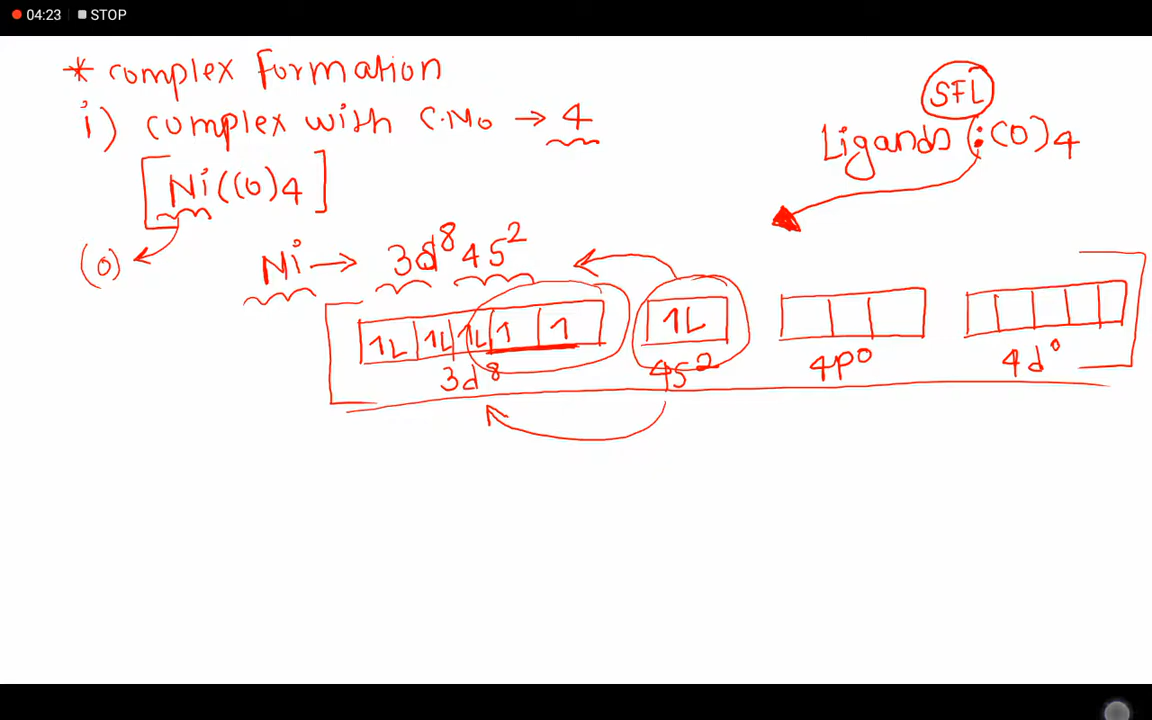 04:23 STOP
* complex formation
SFL
i) complex with C.No → 4
Ligands (:CO)4
[Ni(CO)4]
(0)
Ni → 3d⁸ 4s²
1L 1L 1L 1 1 1L
3d⁸ 4s² 4p⁰ 4d⁰